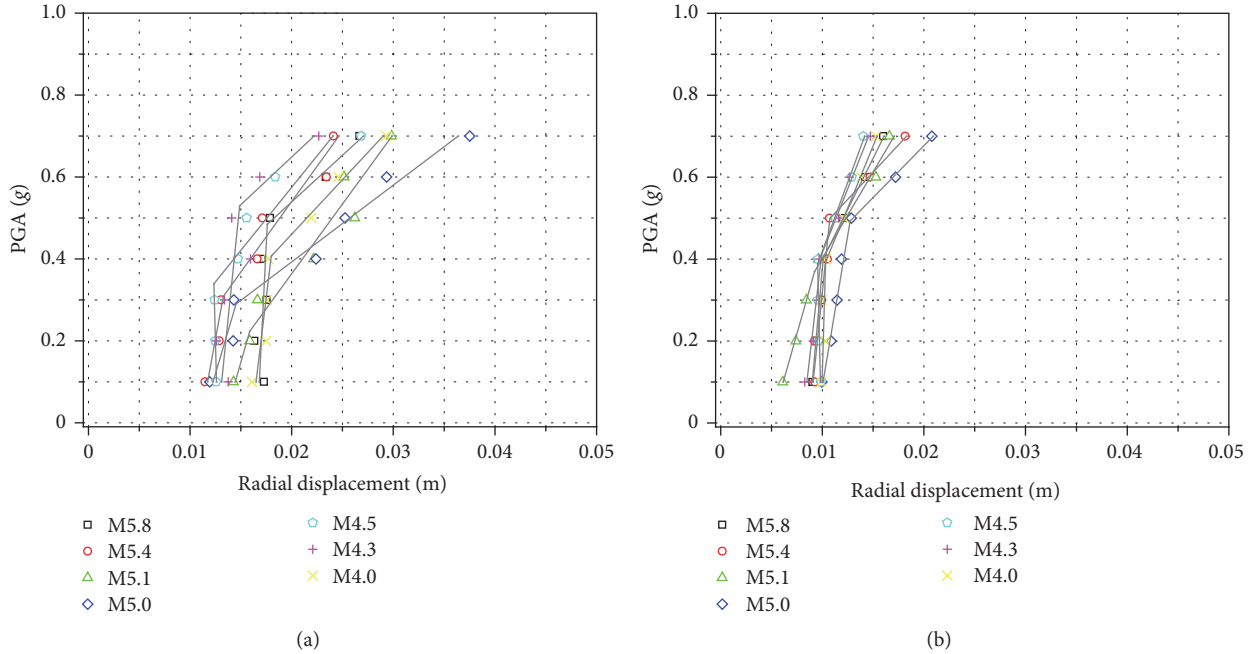 1.0
0.8
0.6
0.4
0.2
0
PGA (g)
0 0.01 0.02 0.03 0.04 0.05
Radial displacement (m)
M5.8
M5.4
M5.1
M5.0
M4.5
M4.3
M4.0
(a)
1.0
0.8
0.6
0.4
0.2
0
PGA (g)
0 0.01 0.02 0.03 0.04 0.05
Radial displacement (m)
M5.8
M5.4
M5.1
M5.0
M4.5
M4.3
M4.0
(b)